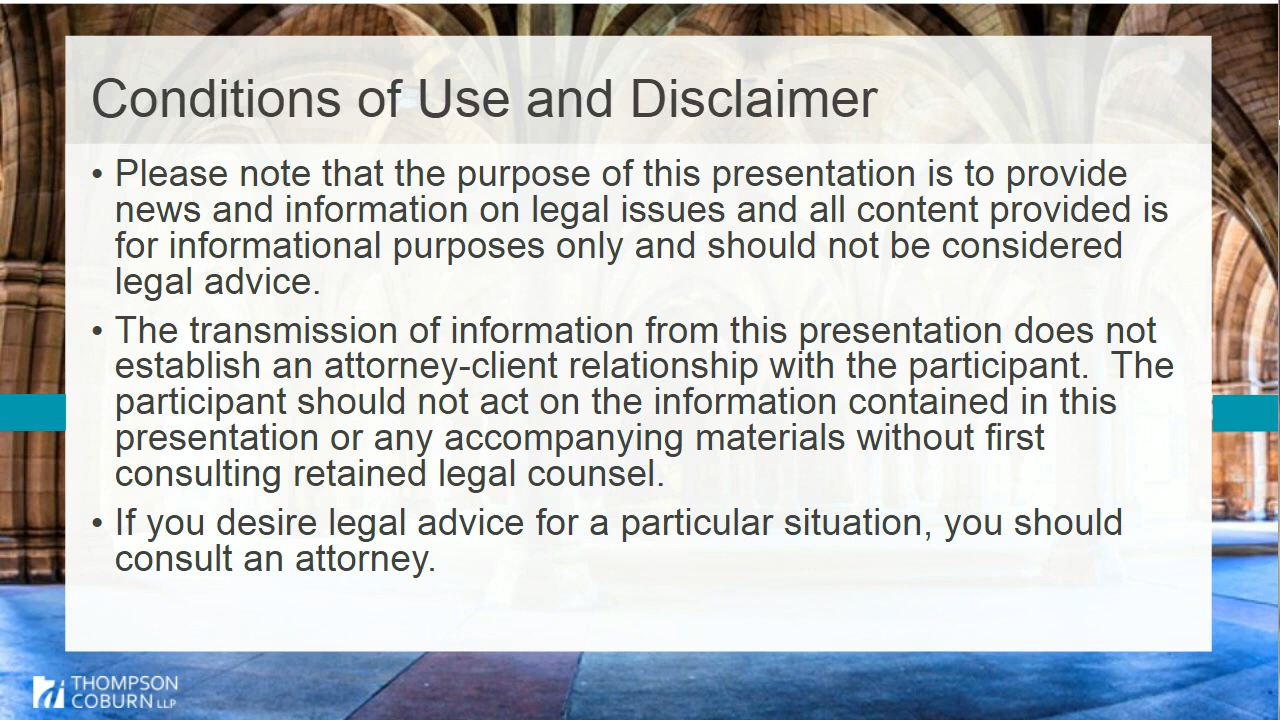 Conditions of Use and Disclaimer
• Please note that the purpose of this presentation is to provide
news and information on legal issues and all content provided is
for informational purposes only and should not be considered
legal advice.
• The transmission of information from this presentation does not
establish an attorney-client relationship with the participant.  The
participant should not act on the information contained in this
presentation or any accompanying materials without first
consulting retained legal counsel.
• If you desire legal advice for a particular situation, you should
consult an attorney.
THOMPSON
COBURN LLP